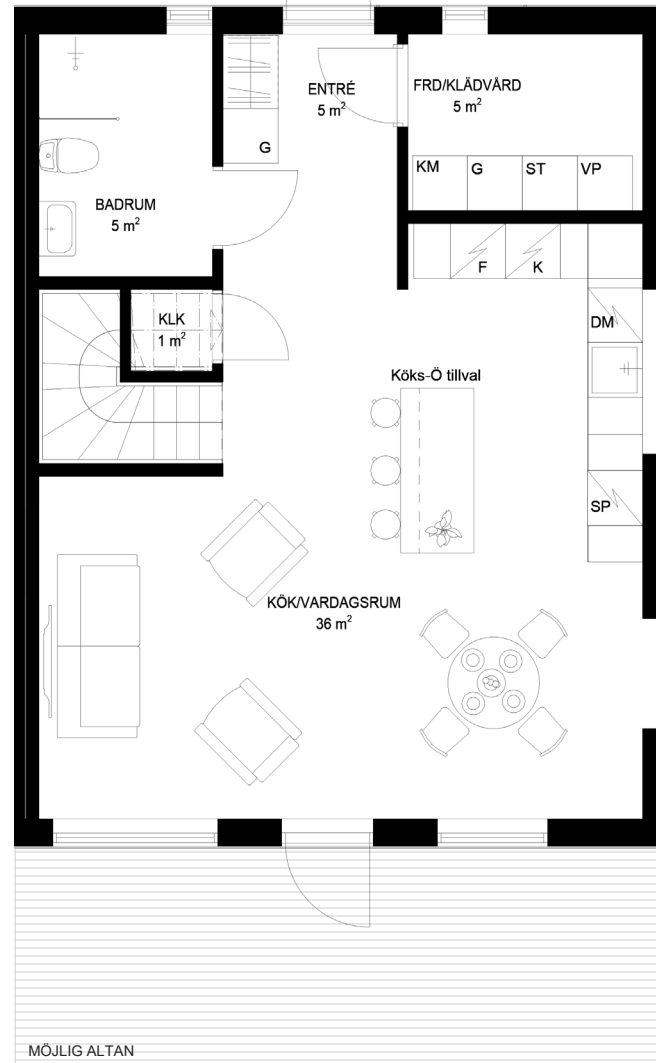 ENTRÉ
5 m²
FRD/KLÄDVÅRD
5 m²
G
KM
G
ST
VP
BADRUM
5 m²
F
K
KLK
1 m²
DM
Köks-Ö tillval
SP
KÖK/VARDAGSRUM
36 m²
MÖJLIG ALTAN